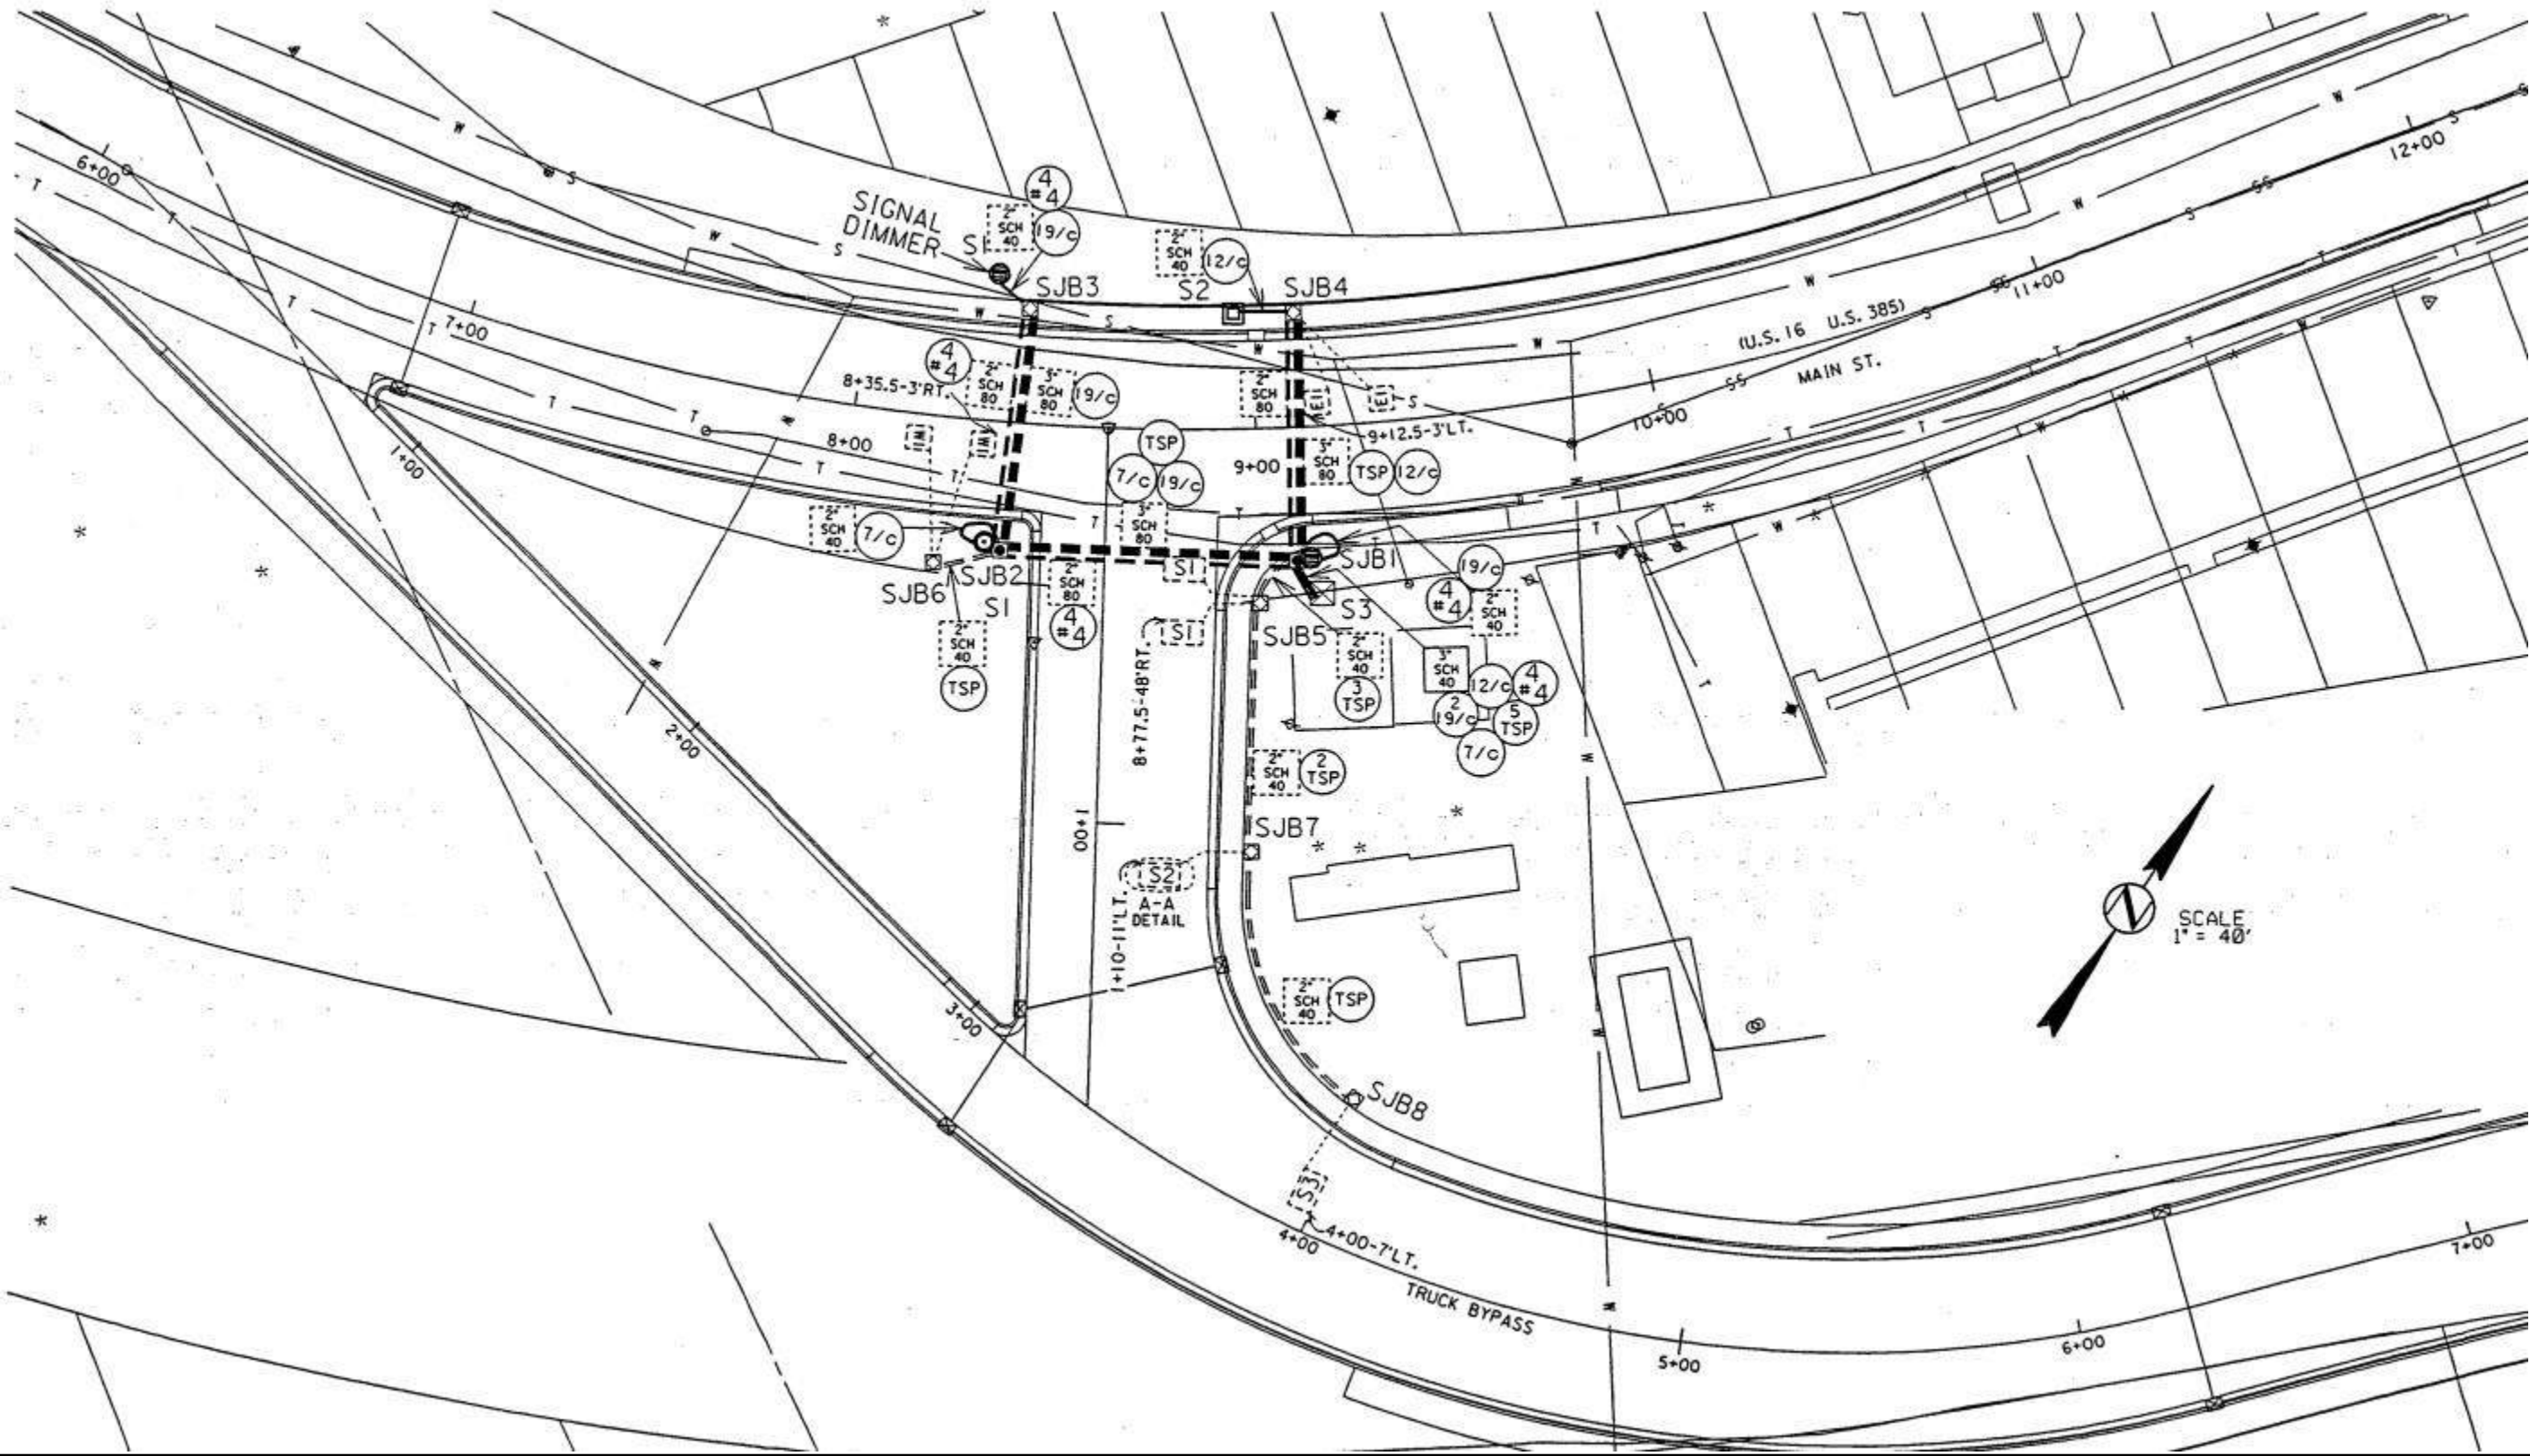 6+00
7+00
8+00
9+00
10+00
11+00
12+00
SIGNAL
DIMMER
S1
4
#4
2"
SCH
40
19/c
SJB3
2"
SCH
40
12/c
S2
SJB4
4
#4
8+35.5-3'RT.
2"
SCH
80
3"
SCH
80
19/c
2"
SCH
80
9+12.5-3'LT.
3"
SCH
80
TSP
12/c
(U.S. 16 U.S. 385)
MAIN ST.
TSP
7/c
19/c
3"
SCH
80
2"
SCH
40
7/c
SJB6
SJB2
S1
2"
SCH
80
4
#4
2"
SCH
40
TSP
S1
S1
8+77.5-48'RT.
SJB1
S3
SJB5
19/c
4
#4
2"
SCH
40
2"
SCH
40
3
TSP
3"
SCH
40
12/c
4
#4
2
19/c
5
TSP
7/c
2"
SCH
40
2
TSP
SJB7
S2
A-A
DETAIL
1+10-11'LT.
1+00
2"
SCH
40
TSP
SJB8
S3
4+00-7'LT.
TRUCK BYPASS
1+00
2+00
3+00
4+00
5+00
6+00
7+00
SCALE
1" = 40'